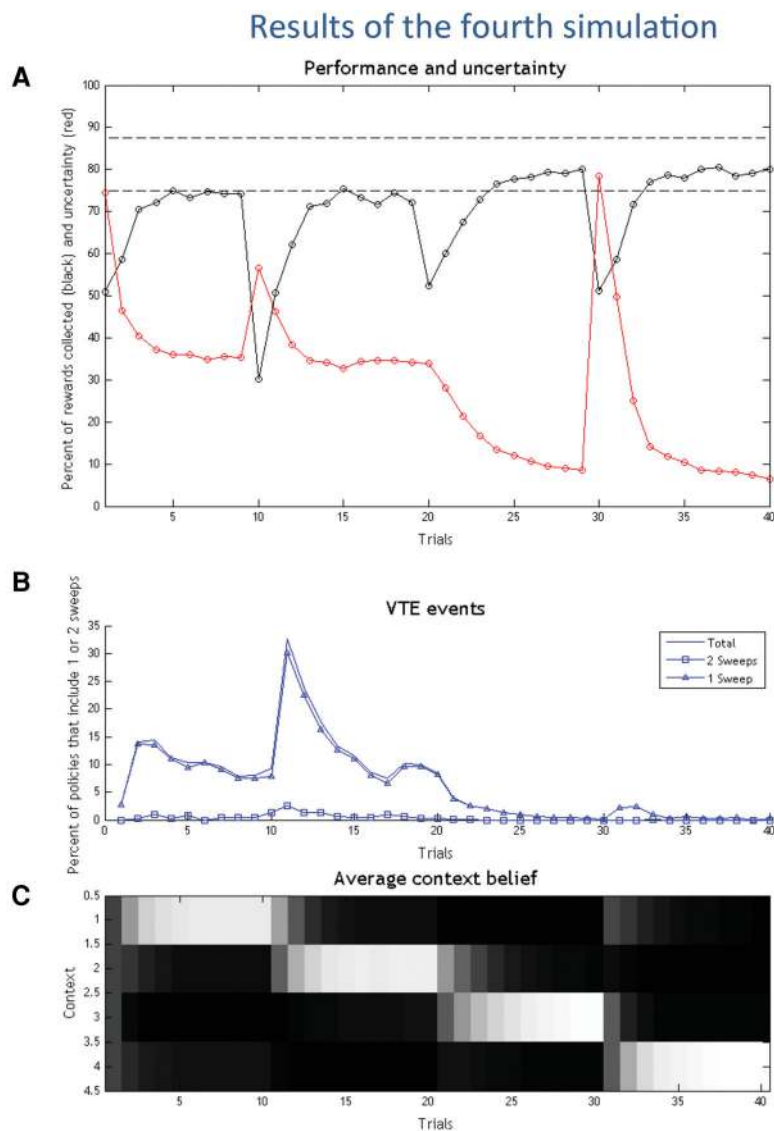 Results of the fourth simulation
A
Performance and uncertainty
Percent of rewards collected (black) and uncertainty (red)
100
90
80
70
60
50
40
30
20
10
0
5 10 15 20 25 30 35 40
Trials
B
VTE events
Percent of policies that include 1 or 2 sweeps
35
30
25
20
15
10
5
0
Total
2 Sweeps
1 Sweep
5 10 15 20 25 30 35 40
Trials
C
Average context belief
Context
0.5
1
1.5
2
2.5
3
3.5
4
4.5
5 10 15 20 25 30 35 40
Trials